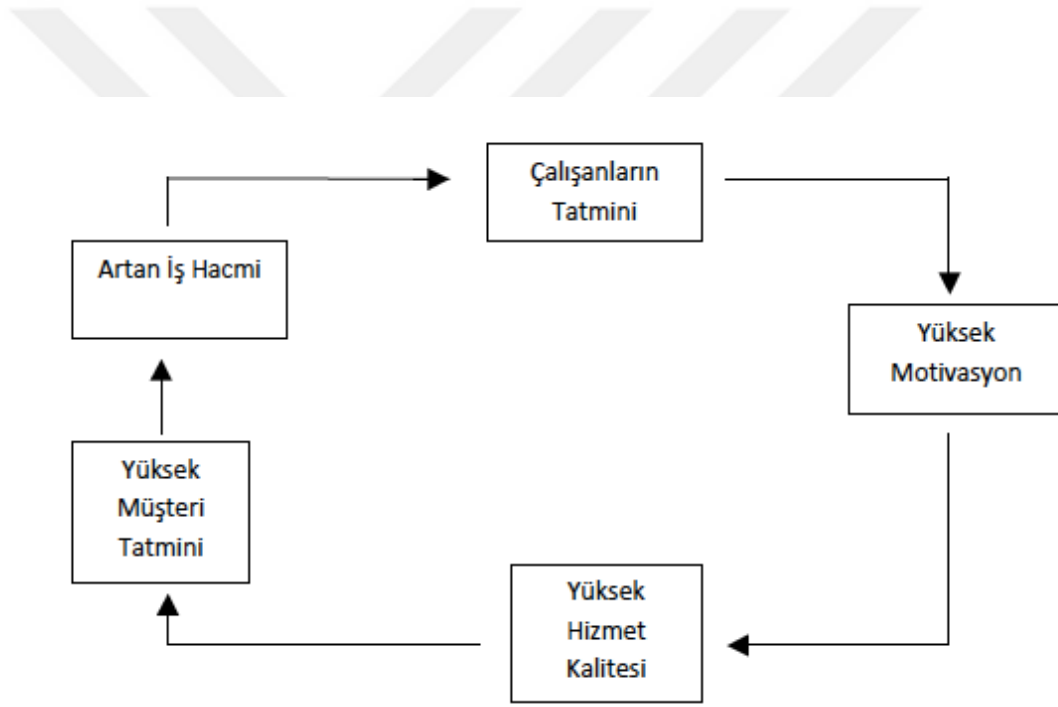 Çalışanların
Tatmini
Yüksek
Motivasyon
Yüksek
Hizmet
Kalitesi
Yüksek
Müşteri
Tatmini
Artan İş Hacmi